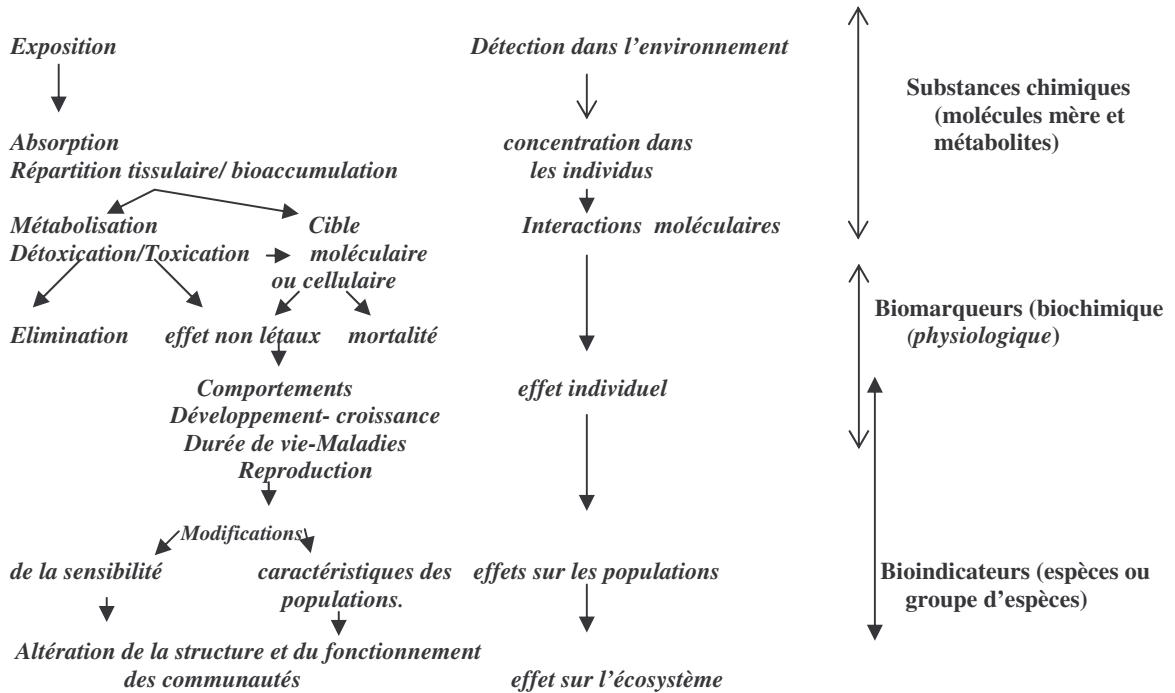 Exposition
Détection dans l'environnement
Substances chimiques
(molécules mère et
métabolites)
Absorption
Répartition tissulaire/ bioaccumulation
concentration dans
les individus
Métabolisation
Détoxication/Toxication
Cible
moléculaire
ou cellulaire
Interactions moléculaires
Biomarqueurs (biochimique
(physiologique)
Elimination
effet non létaux
mortalité
Comportements
Développement- croissance
Durée de vie-Maladies
Reproduction
effet individuel
Modifications
de la sensibilité
caractéristiques des
populations.
effets sur les populations
Bioindicateurs (espèces ou
groupe d'espèces)
Altération de la structure et du fonctionnement
des communautés
effet sur l'écosystème